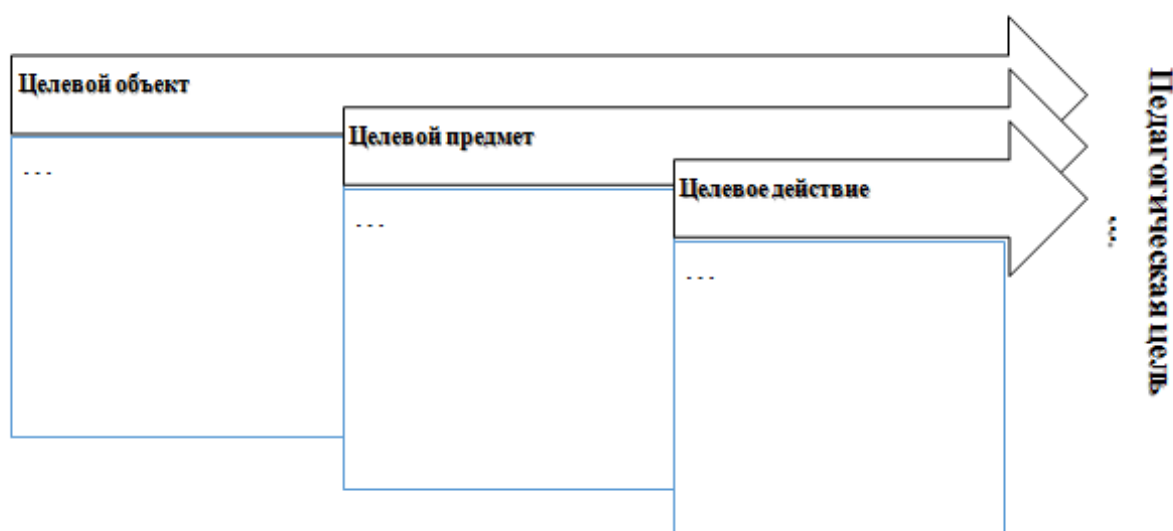 Целевой объект
- - -
Целевой предмет
- - -
Целевое действие
- - -
Педагогическая цель
...